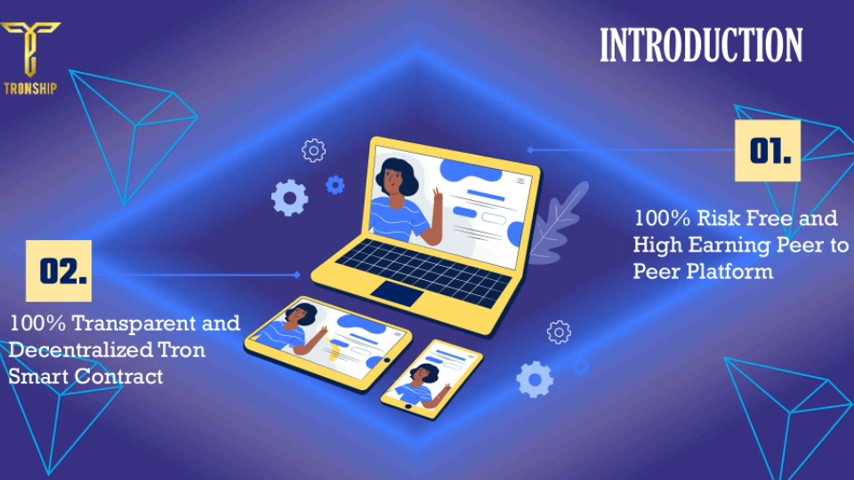 TRONSHIP
INTRODUCTION
01.
100% Risk Free and
High Earning Peer to
Peer Platform
02.
100% Transparent and
Decentralized Tron
Smart Contract